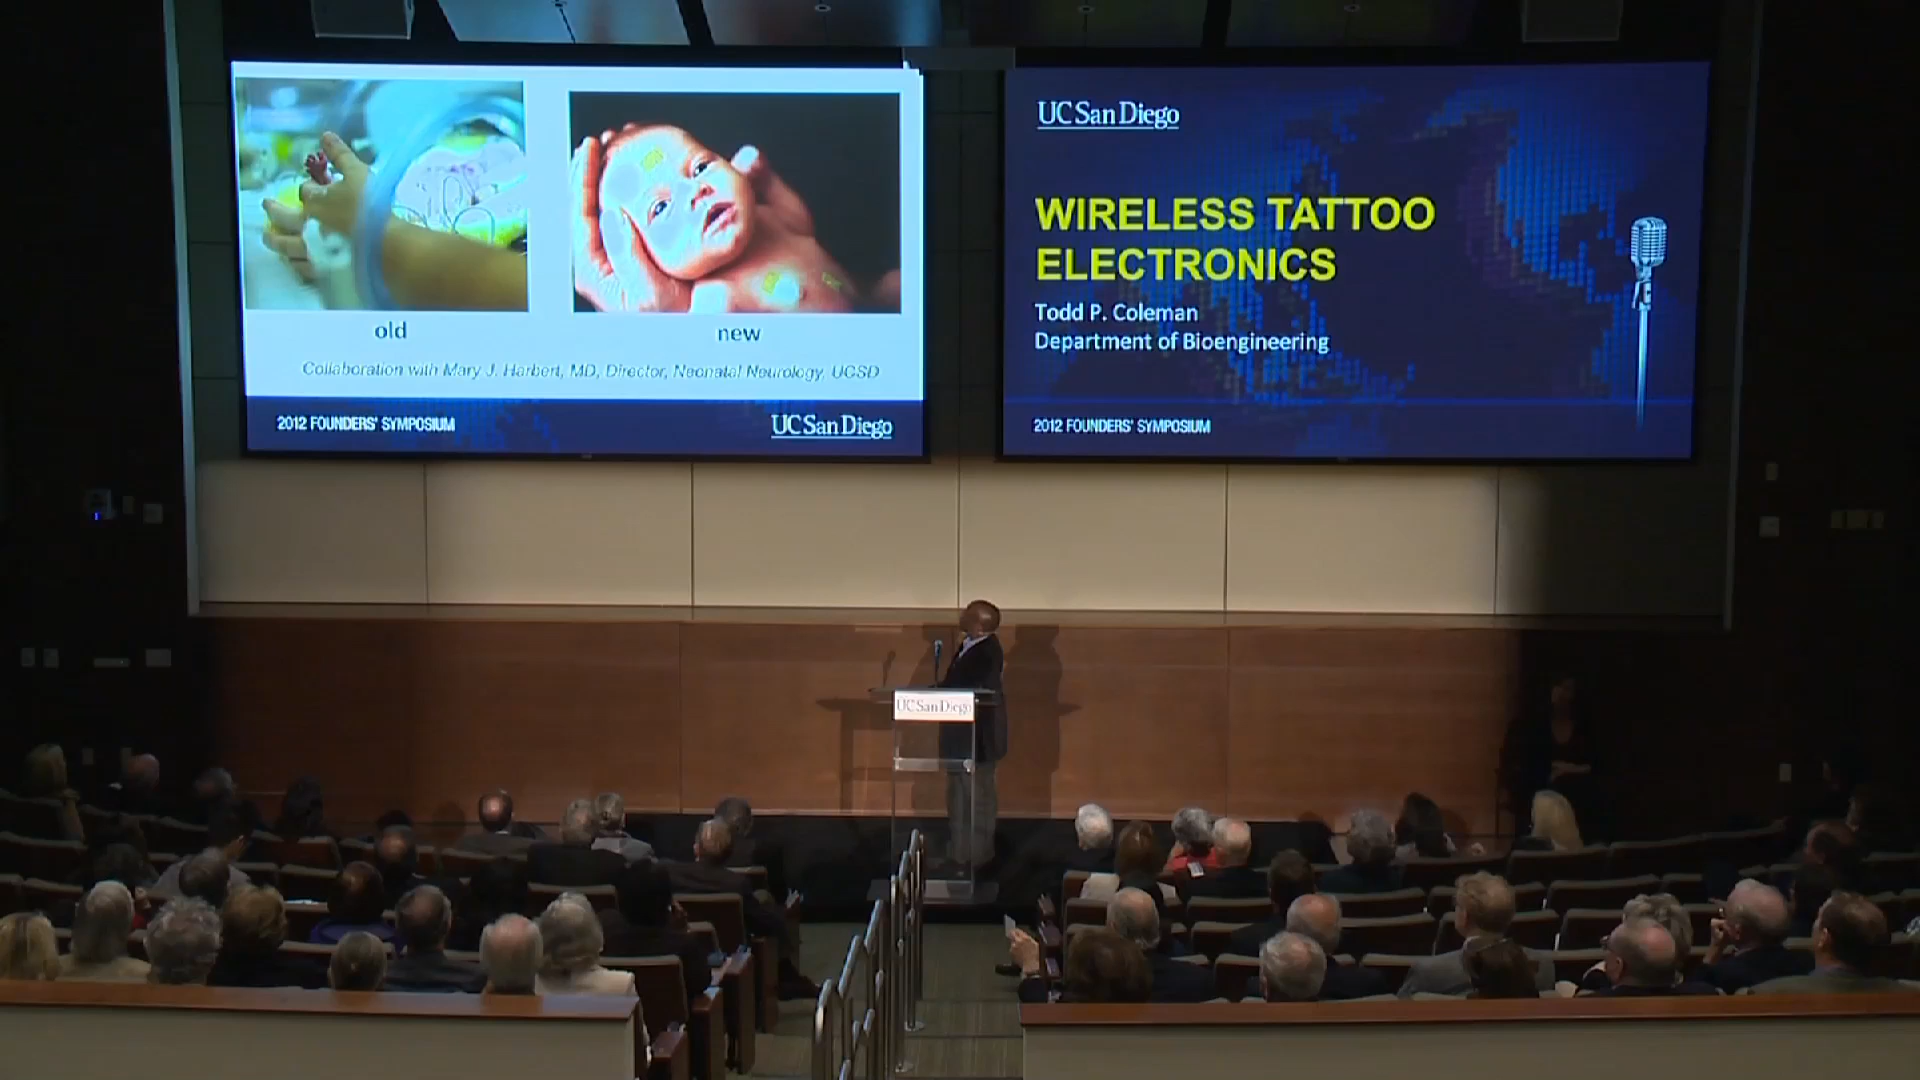 old
new
Collaboration with Mary J. Harbert, MD, Director, Neonatal Neurology, UCSD
2012 FOUNDERS' SYMPOSIUM
UC San Diego
UC San Diego
WIRELESS TATTOO
ELECTRONICS
Todd P. Coleman
Department of Bioengineering
2012 FOUNDERS' SYMPOSIUM
UC San Diego